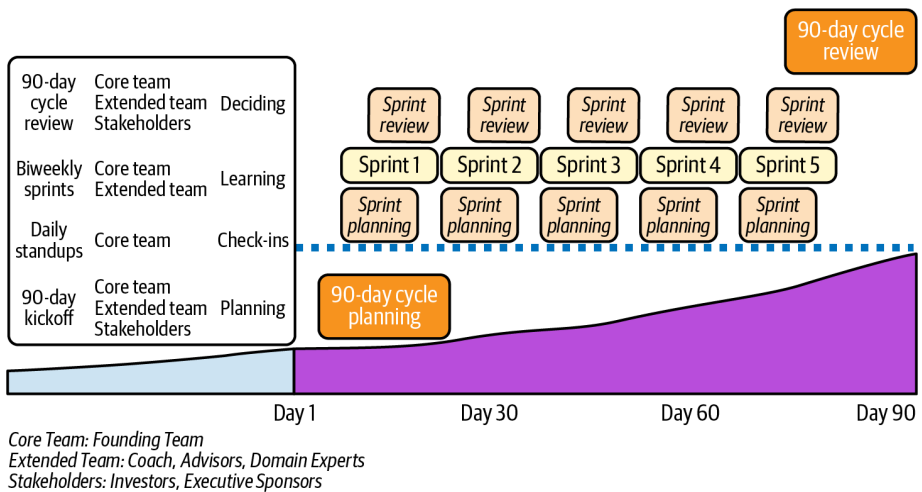 90-day cycle
review
90-day
cycle
review
Core team
Extended team
Stakeholders
Deciding
Biweekly
sprints
Core team
Extended team
Learning
Daily
standups
Core team
Check-ins
90-day
kickoff
Core team
Extended team
Stakeholders
Planning
Sprint
review
Sprint
review
Sprint
review
Sprint
review
Sprint
review
Sprint 1
Sprint 2
Sprint 3
Sprint 4
Sprint 5
Sprint
planning
Sprint
planning
Sprint
planning
Sprint
planning
Sprint
planning
90-day cycle
planning
Day 1
Day 30
Day 60
Day 90
Core Team: Founding Team
Extended Team: Coach, Advisors, Domain Experts
Stakeholders: Investors, Executive Sponsors